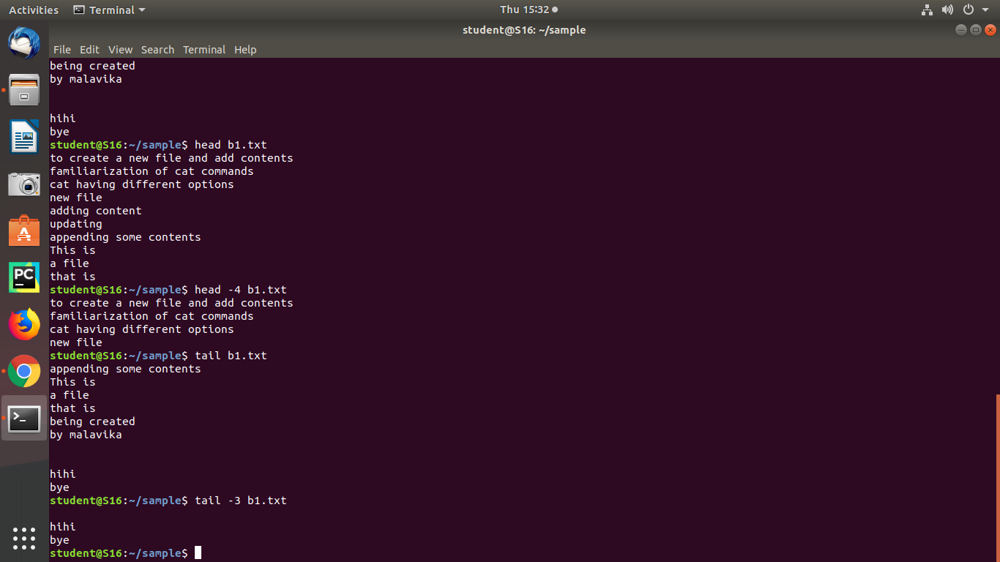 Activities Terminal Thu 15:32
student@S16: ~/sample
File Edit View Search Terminal Help
being created
by malavika


hihi
bye
student@S16:~/sample$ head b1.txt
to create a new file and add contents
familiarization of cat commands
cat having different options
new file
adding content
updating
appending some contents
This is
a file
that is
student@S16:~/sample$ head -4 b1.txt
to create a new file and add contents
familiarization of cat commands
cat having different options
new file
student@S16:~/sample$ tail b1.txt
appending some contents
This is
a file
that is
being created
by malavika


hihi
bye
student@S16:~/sample$ tail -3 b1.txt

hihi
bye
student@S16:~/sample$
PC